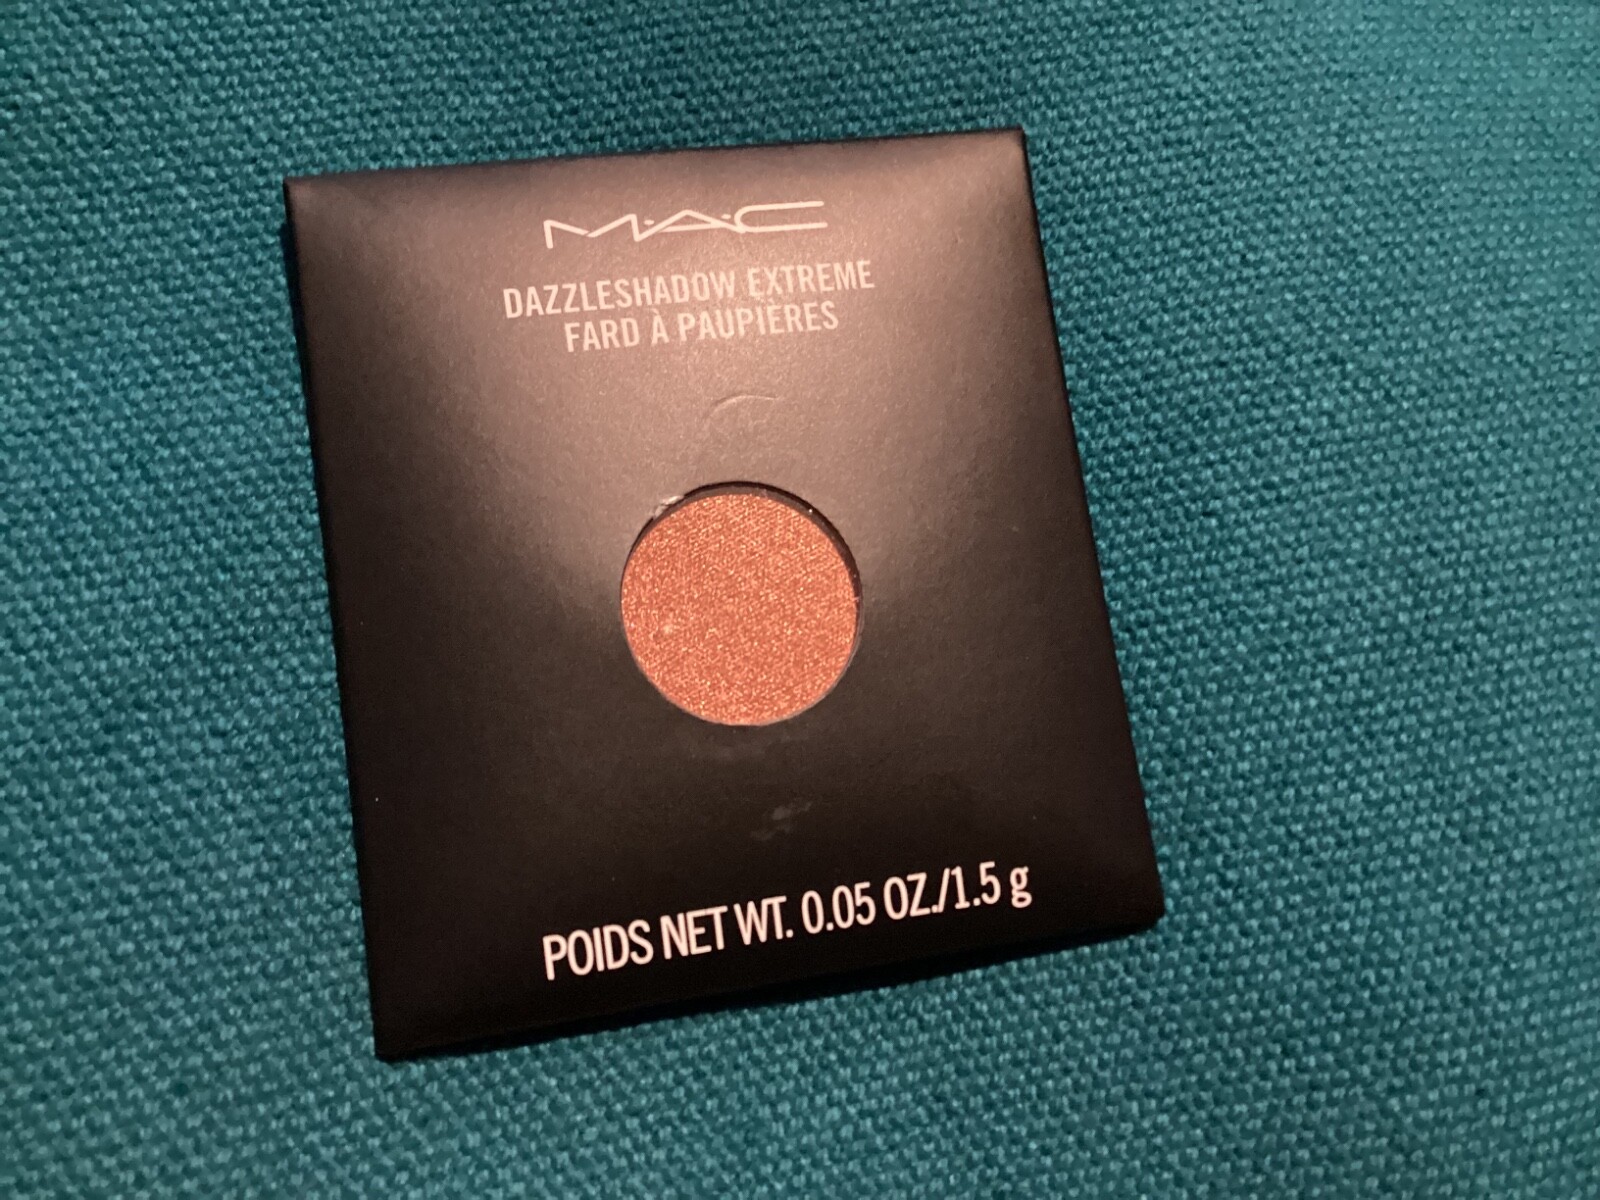 M·A·C
DAZZLESHADOW EXTREME
FARD À PAUPIÈRES
POIDS NET WT. 0.05 OZ./1.5 g